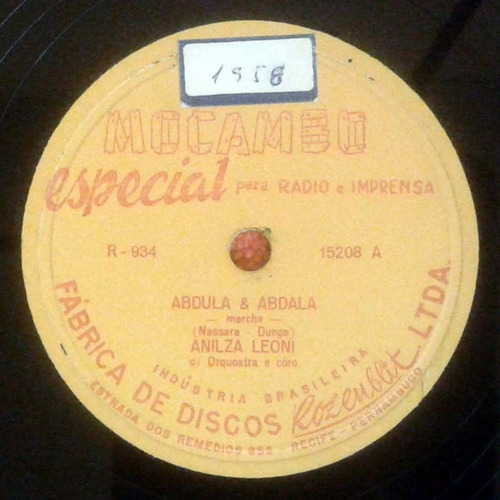 1958
MOCAMBO
especial para RADIO e IMPRENSA
R-934 15208 A
ABDULA & ABDALA
— marcha —
(Nassara - Dunga)
ANILZA LEONI
c/ Orquestra e côro
INDÚSTRIA BRASILEIRA
FÁBRICA DE DISCOS Rozenblit LTDA.
ESTRADA DOS REMEDIOS 855 - RECIFE - PERNAMBUCO